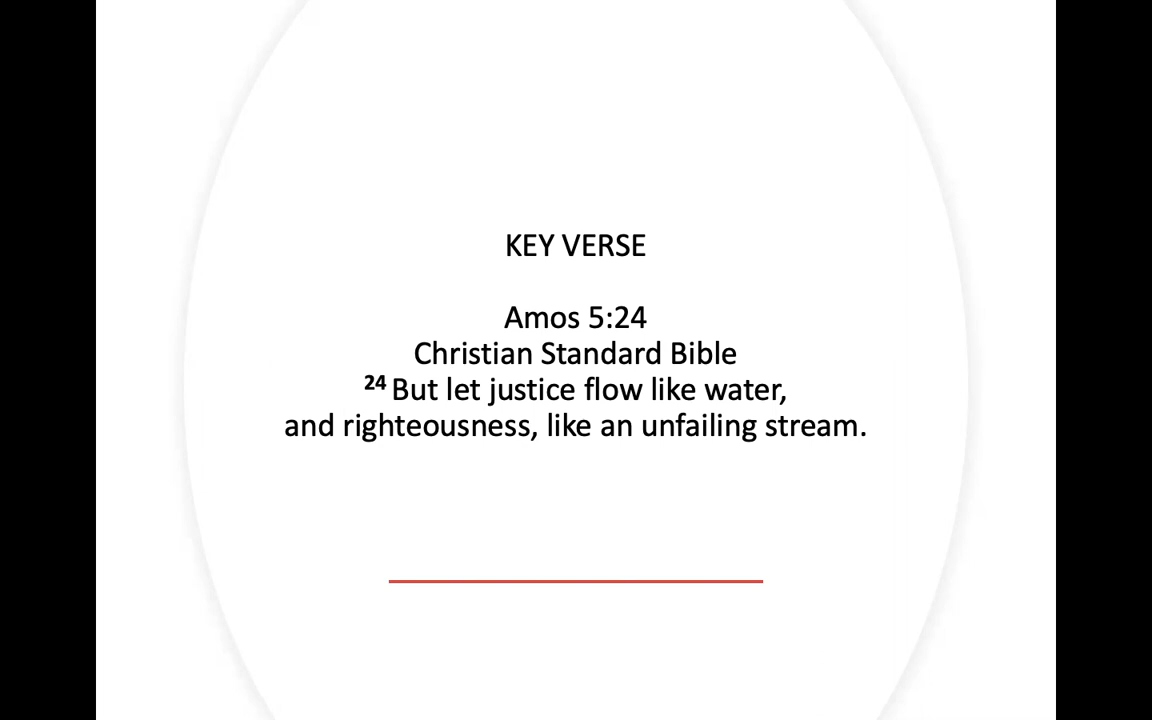 KEY VERSE
Amos 5:24
Christian Standard Bible
24 But let justice flow like water,
and righteousness, like an unfailing stream.